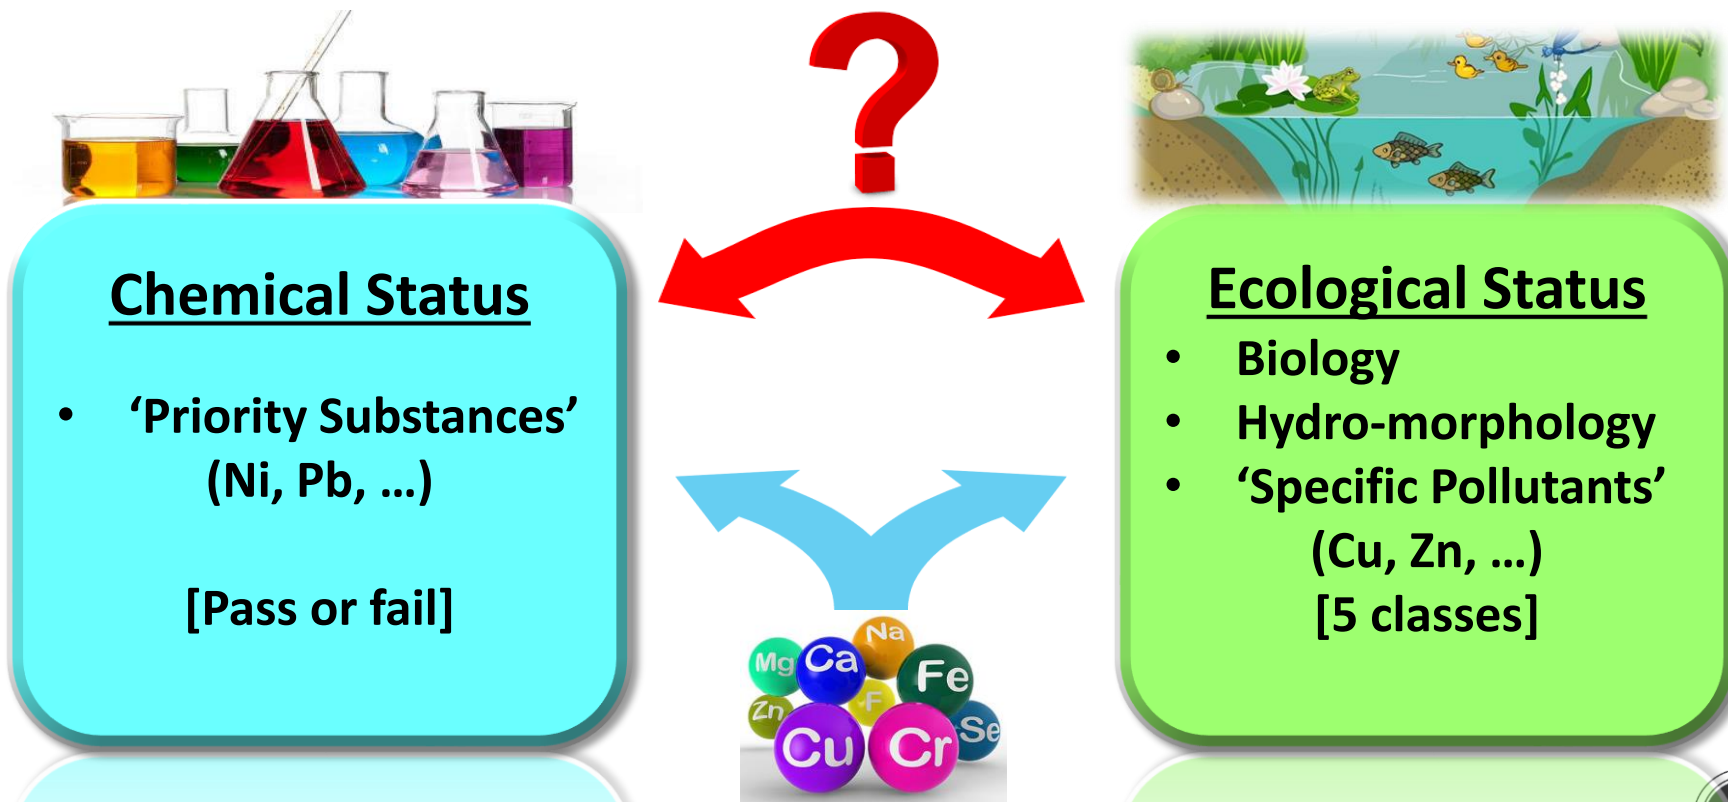 ?
Chemical Status
• ‘Priority Substances’
(Ni, Pb, ...)
[Pass or fail]
Ecological Status
• Biology
• Hydro-morphology
• ‘Specific Pollutants’
(Cu, Zn, ...)
[5 classes]
Na
Mg
Ca
Fe
Zn
F
Se
Cu
Cr